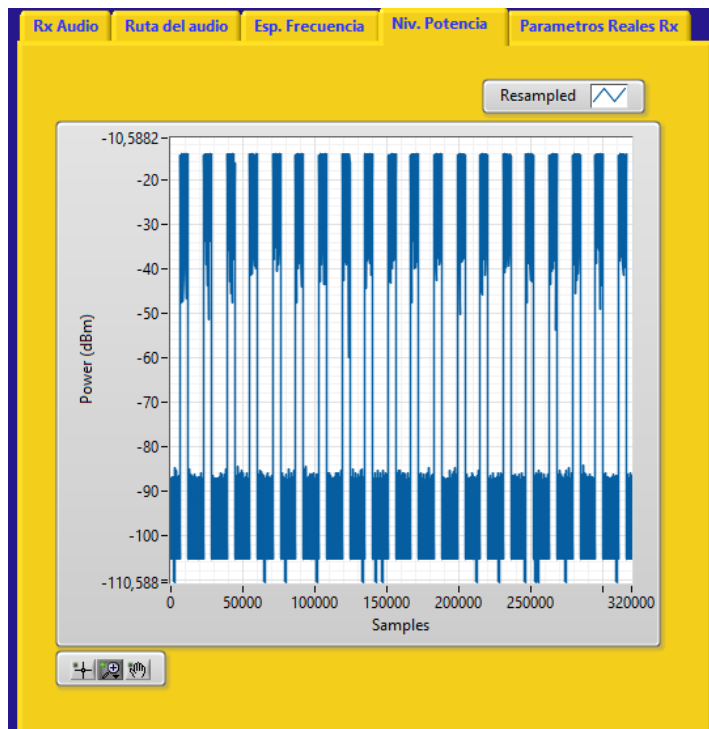 Rx Audio Ruta del audio Esp. Frecuencia Niv. Potencia Parametros Reales Rx
Resampled
-10,5882
-20
-30
-40
-50
-60
-70
-80
-90
-100
-110,588
Power (dBm)
0 50000 100000 150000 200000 250000 320000
Samples